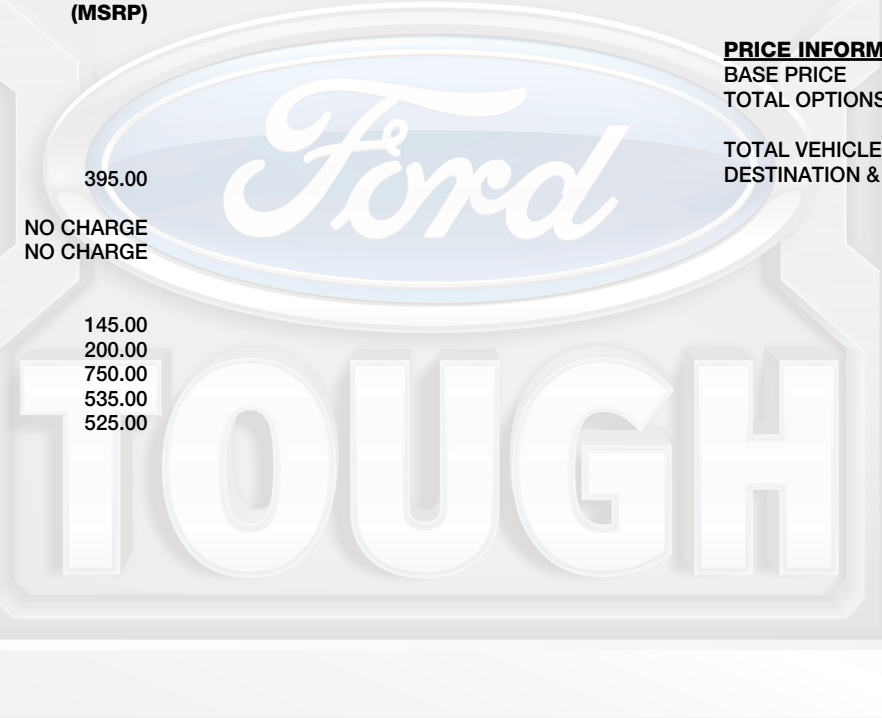 (MSRP)
395.00
NO CHARGE
NO CHARGE
145.00
200.00
750.00
535.00
525.00
PRICE INFORM
BASE PRICE
TOTAL OPTIONS
TOTAL VEHICLE
DESTINATION &
Ford
TOUGH